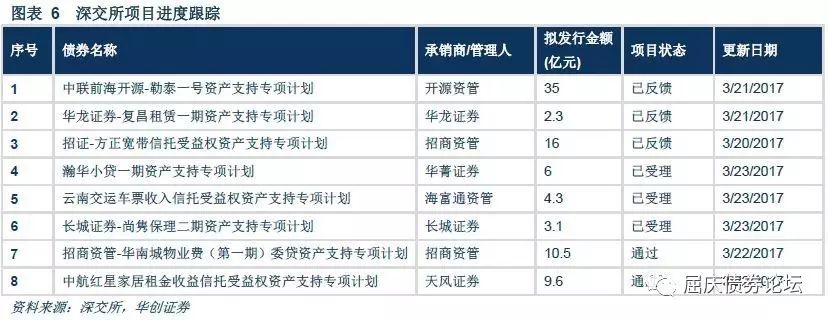 图表 6 深交所项目进度跟踪
序号 债券名称 承销商/管理人 拟发行金额(亿元) 项目状态 更新日期
1 中联前海开源-勒泰一号资产支持专项计划 开源资管 35 已反馈 3/21/2017
2 华龙证券-复昌租赁一期资产支持专项计划 华龙证券 2.3 已反馈 3/21/2017
3 招证-方正宽带信托受益权资产支持专项计划 招商资管 16 已反馈 3/20/2017
4 瀚华小贷一期资产支持专项计划 华菁证券 6 已受理 3/23/2017
5 云南交运车票收入信托受益权资产支持专项计划 海富通资管 4.3 已受理 3/23/2017
6 长城证券-尚隽保理二期资产支持专项计划 长城证券 3.1 已受理 3/23/2017
7 招商资管-华南城物业费（第一期）委贷资产支持专项计划 招商资管 10.5 通过 3/22/2017
8 中航红星家居租金收益信托受益权资产支持专项计划 天风证券 9.6 通
屈庆债券论坛
资料来源：深交所，华创证券